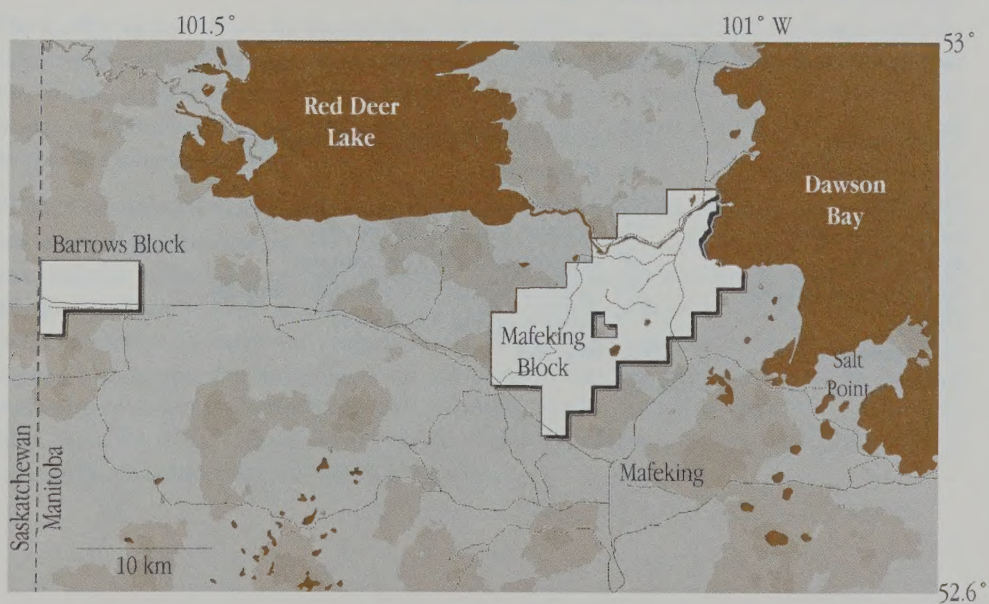 101.5°
101° W
53°
Red Deer
Lake
Dawson
Bay
Barrows Block
Mafeking
Block
Salt
Point
Mafeking
Saskatchewan
Manitoba
10 km
52.6°